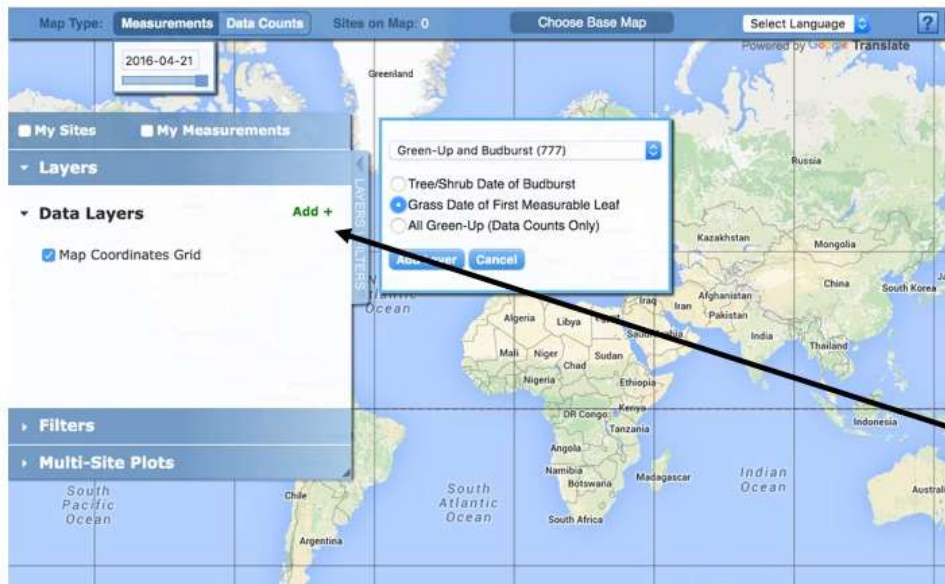 Map Type: Measurements Data Counts Sites on Map: 0 Choose Base Map Select Language ?
Powered by Google Translate
2016-04-21
My Sites My Measurements
Layers
Data Layers Add +
Map Coordinates Grid
Filters
Multi-Site Plots
LAYERS
Green-Up and Budburst (777)
Tree/Shrub Date of Budburst
Grass Date of First Measurable Leaf
All Green-Up (Data Counts Only)
Add Layer Cancel
Greenland
Russia
Kazakhstan
Mongolia
China
South Korea
Ocean
Iraq
Iran
Afghanistan
Pakistan
Algeria
Libya
India
Thailand
Mali
Niger
Chad
Sudan
Nigeria
Ethiopia
DR Congo
Kenya
Tanzania
Indonesia
Angola
Namibia
Botswana
Madagascar
Indian
Ocean
South
Pacific
Ocean
Chile
South
Atlantic
Ocean
South Africa
Argentina